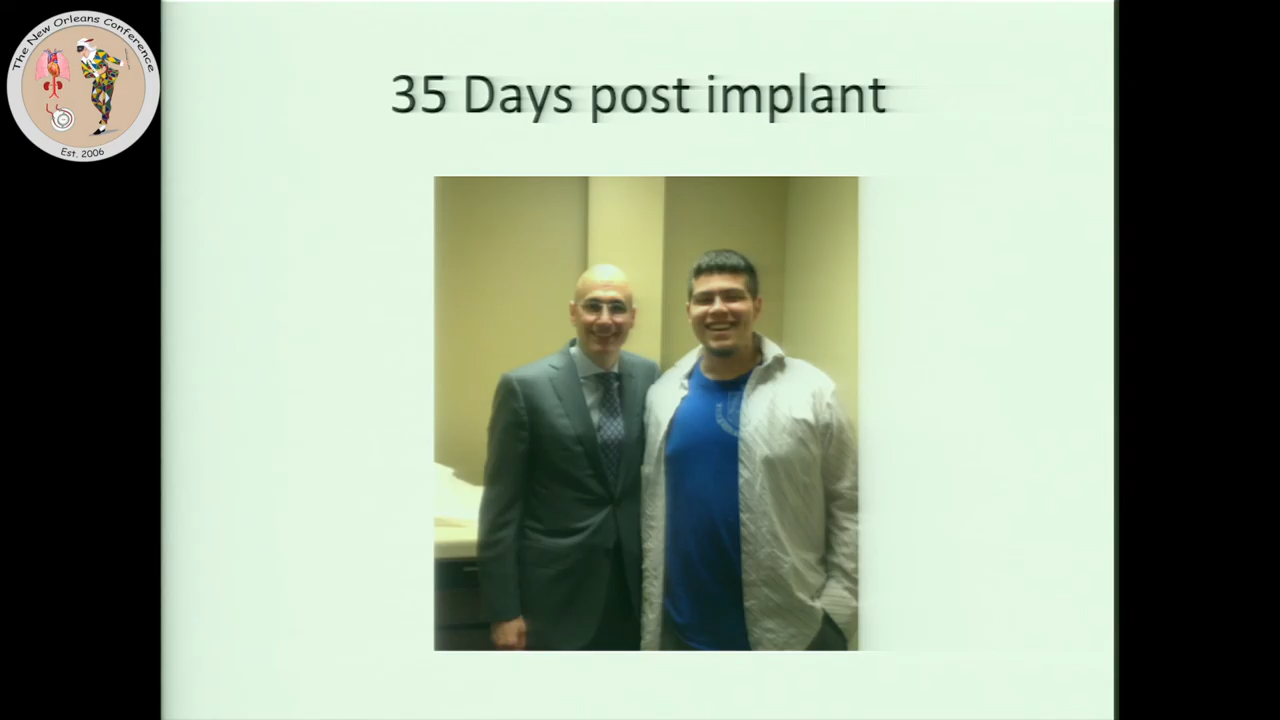 The New Orleans Conference
Est. 2006
35 Days post implant